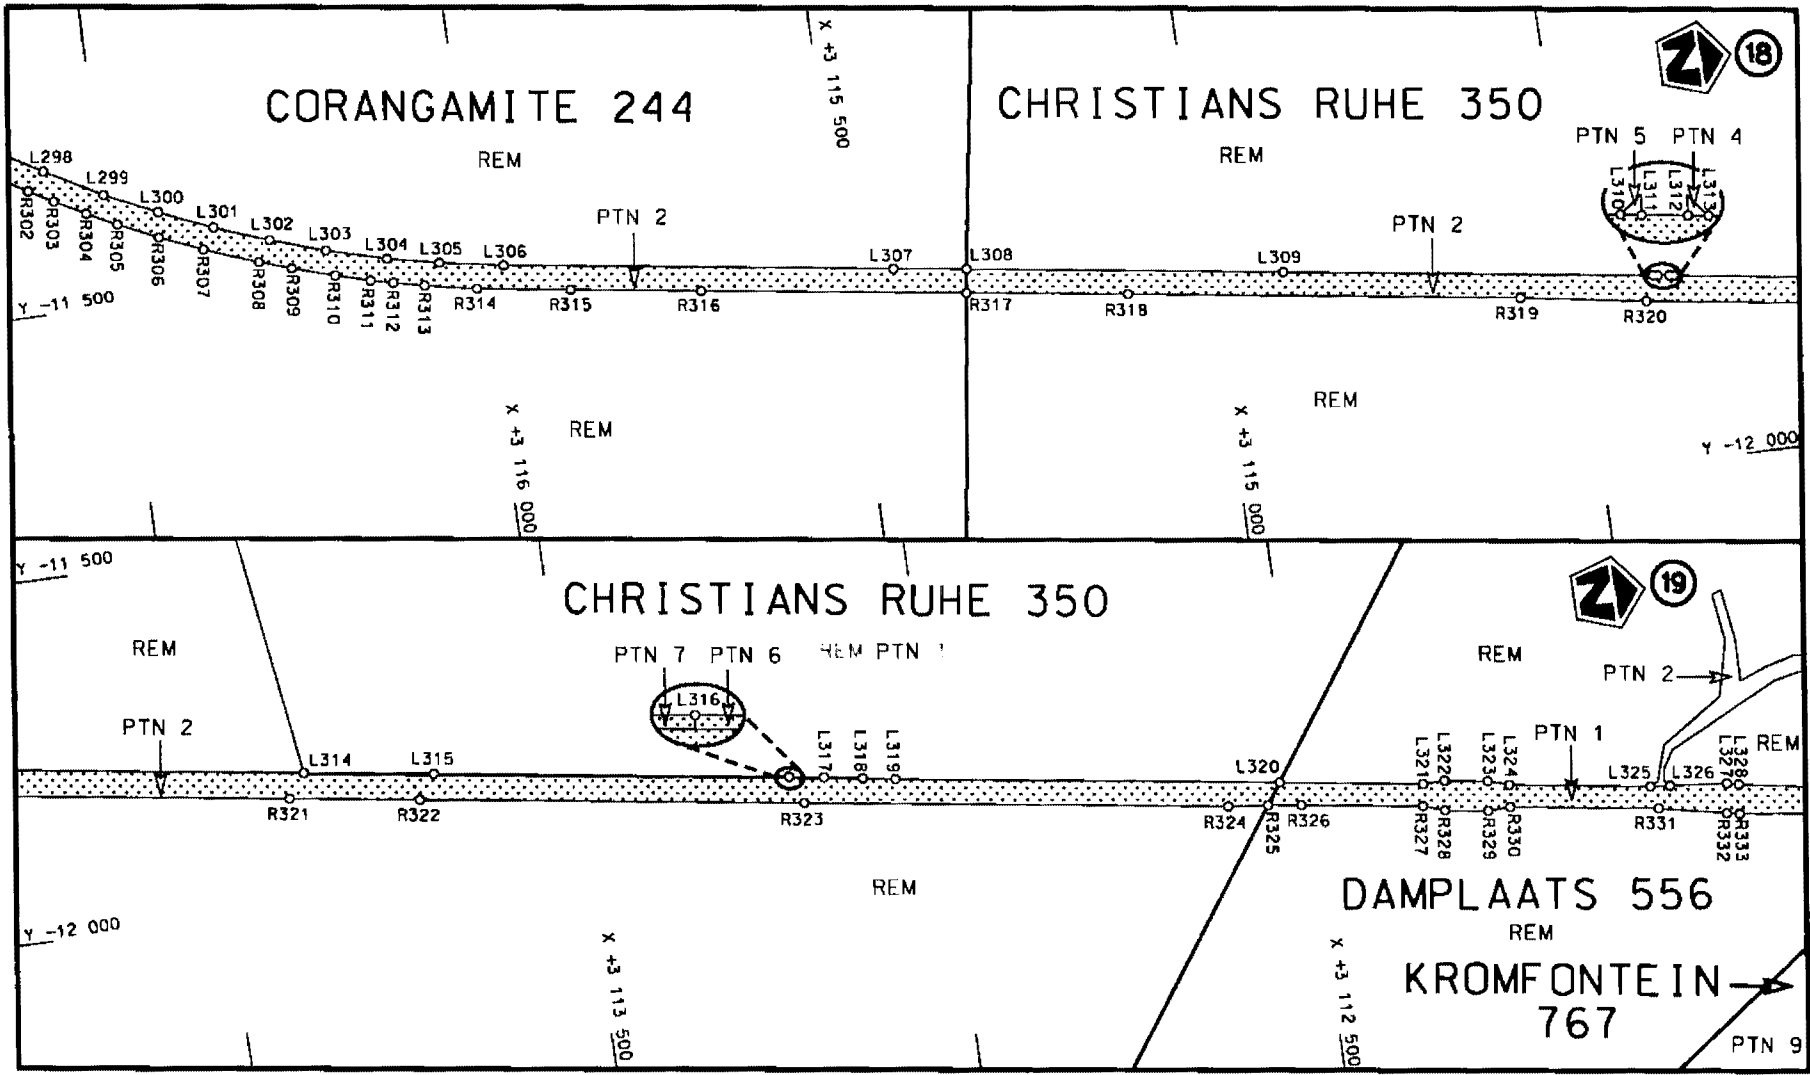 X +3 115 500
Z
18
CORANGAMITE 244
CHRISTIANS RUHE 350
REM
REM
PTN 5
PTN 4
L310
L311
L312
L313
L298
L299
L300
L301
L302
L303
L304
L305
L306
PTN 2
L307
L308
L309
PTN 2
R302
R303
R304
R305
R306
R307
R308
R309
R310
R311
R312
R313
R314
R315
R316
R317
R318
R319
R320
Y -11 500
X +3 116 000
REM
X +3 115 000
REM
Y -12 000
Y -11 500
CHRISTIANS RUHE 350
Z
19
REM
PTN 7
PTN 6
REM PTN
REM
PTN 2
L316
PTN 2
PTN 1
REM
L314
L315
L317
L318
L319
L320
L321
L322
L323
L324
L325
L326
L327
L328
R321
R322
R323
R324
R325
R326
R327
R328
R329
R330
R331
R332
R333
REM
DAMPLAATS 556
REM
Y -12 000
X +3 113 500
X +3 112 500
KROMFONTEIN
767
PTN 9